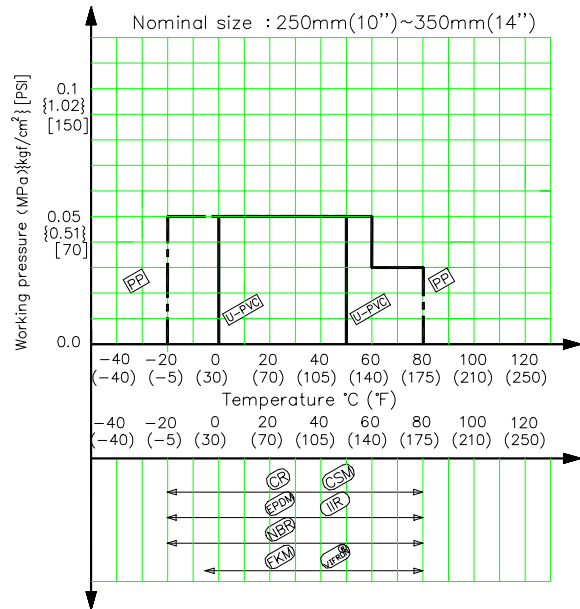 Nominal size : 250mm(10’’)~350mm(14’’)
Working pressure (MPa){kgf/cm²}[PSI]
0.1
{1.02}
[150]
0.05
{0.51}
[70]
0.0
PP
U-PVC
U-PVC
PP
-40 -20 0 20 40 60 80 100 120
(-40) (-5) (30) (70) (105) (140) (175) (210) (250)
Temperature °C (°F)
-40 -20 0 20 40 60 80 100 120
(-40) (-5) (30) (70) (105) (140) (175) (210) (250)
CR CSM
EPDM IIR
NBR
FKM